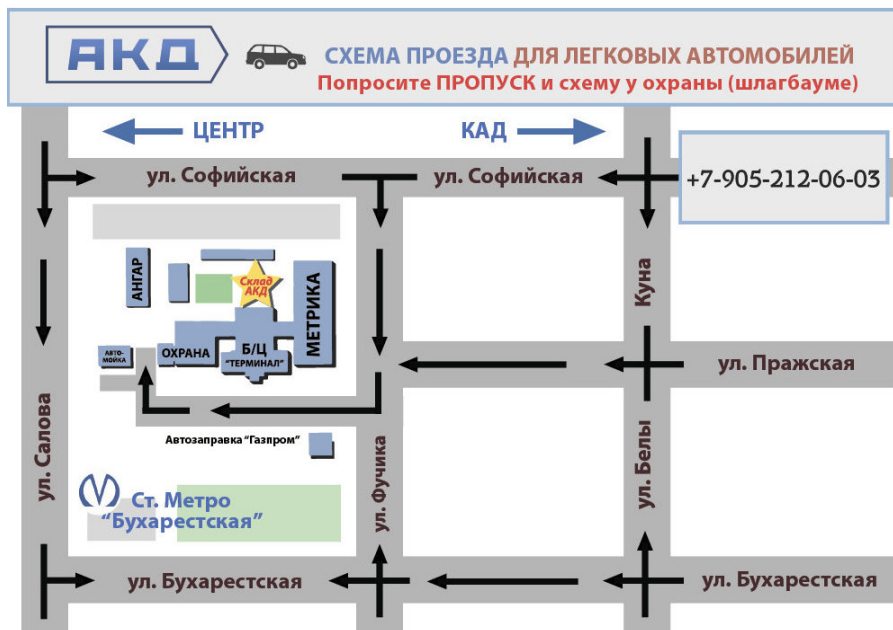 АКД
СХЕМА ПРОЕЗДА ДЛЯ ЛЕГКОВЫХ АВТОМОБИЛЕЙ
Попросите ПРОПУСК и схему у охраны (шлагбауме)
ЦЕНТР
КАД
ул. Софийская
ул. Софийская
+7-905-212-06-03
АНГАР
Склад
АКД
МЕТРИКА
Куна
АВТО-
МОЙКА
ОХРАНА
Б/Ц
"ТЕРМИНАЛ"
ул. Пражская
ул. Салова
Автозаправка "Газпром"
ул. Фучика
ул. Белы
Ст. Метро
"Бухарестская"
ул. Бухарестская
ул. Бухарестская